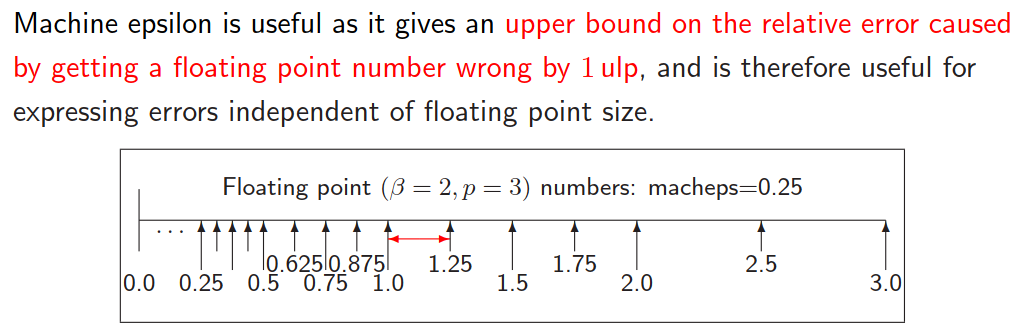 Machine epsilon is useful as it gives an upper bound on the relative error caused
by getting a floating point number wrong by 1 ulp, and is therefore useful for
expressing errors independent of floating point size.
Floating point (β = 2, p = 3) numbers: macheps=0.25
. . .
0.625 0.875 1.25 1.75 2.5
0.0 0.25 0.5 0.75 1.0 1.5 2.0 3.0